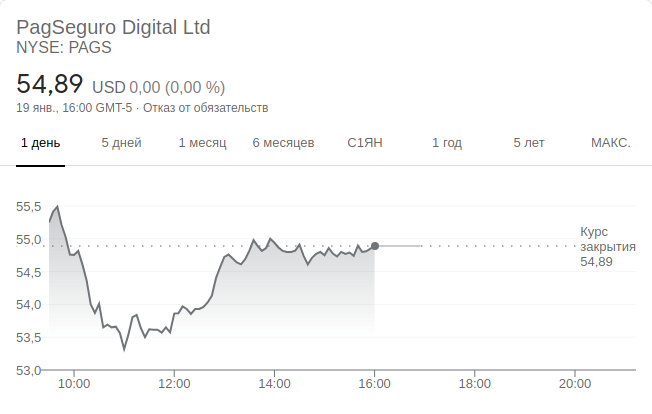 PagSeguro Digital Ltd
NYSE: PAGS
54,89 USD 0,00 (0,00 %)
19 янв., 16:00 GMT-5 · Отказ от обязательств
1 день 5 дней 1 месяц 6 месяцев С1ЯН 1 год 5 лет МАКС.
55,5
55,0
54,5
54,0
53,5
53,0
Курс
закрытия
54,89
10:00 12:00 14:00 16:00 18:00 20:00